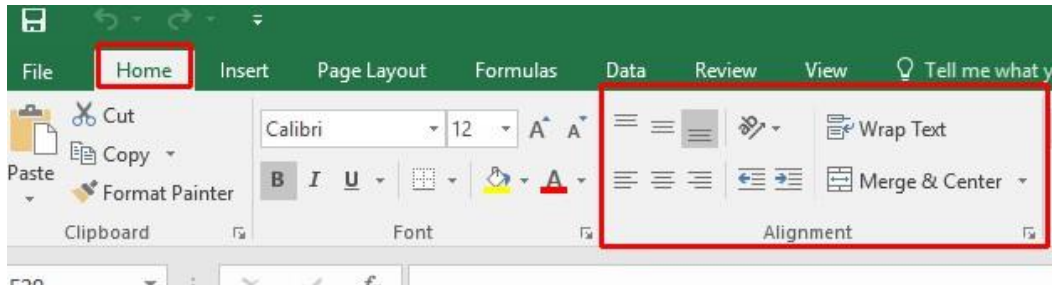 File Home Insert Page Layout Formulas Data Review View Tell me what y
Cut
Calibri 12 A A Wrap Text
Copy
Paste B I U A Merge & Center
Format Painter
Clipboard Font Alignment